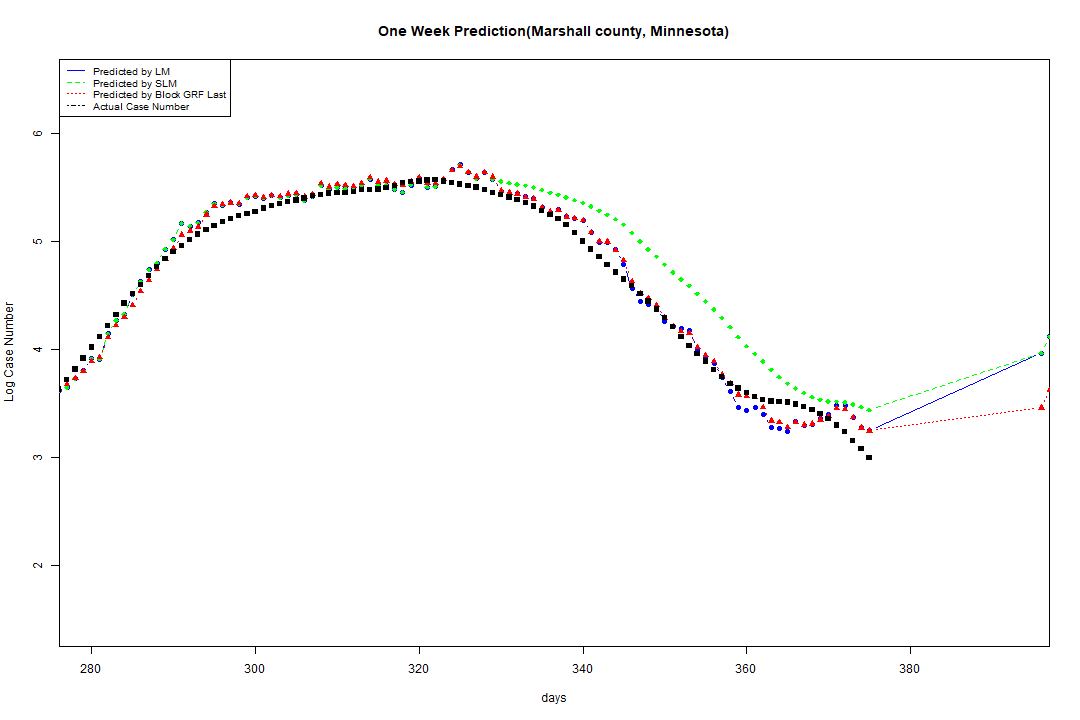 One Week Prediction(Marshall county, Minnesota)
Predicted by LM
Predicted by SLM
Predicted by Block GRF Last
Actual Case Number
6
5
4
3
2
Log Case Number
280 300 320 340 360 380
days